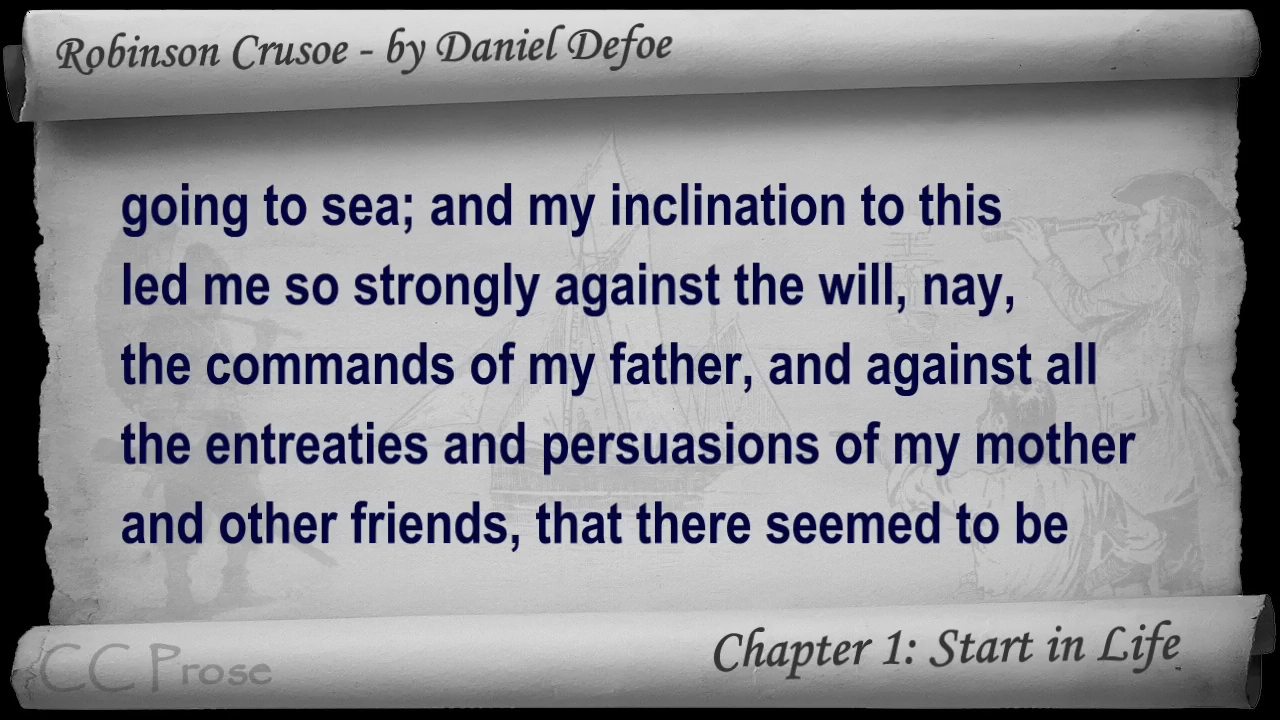 Robinson Crusoe - by Daniel Defoe
going to sea; and my inclination to this
led me so strongly against the will, nay,
the commands of my father, and against all
the entreaties and persuasions of my mother
and other friends, that there seemed to be
Chapter 1: Start in Life
CC Prose